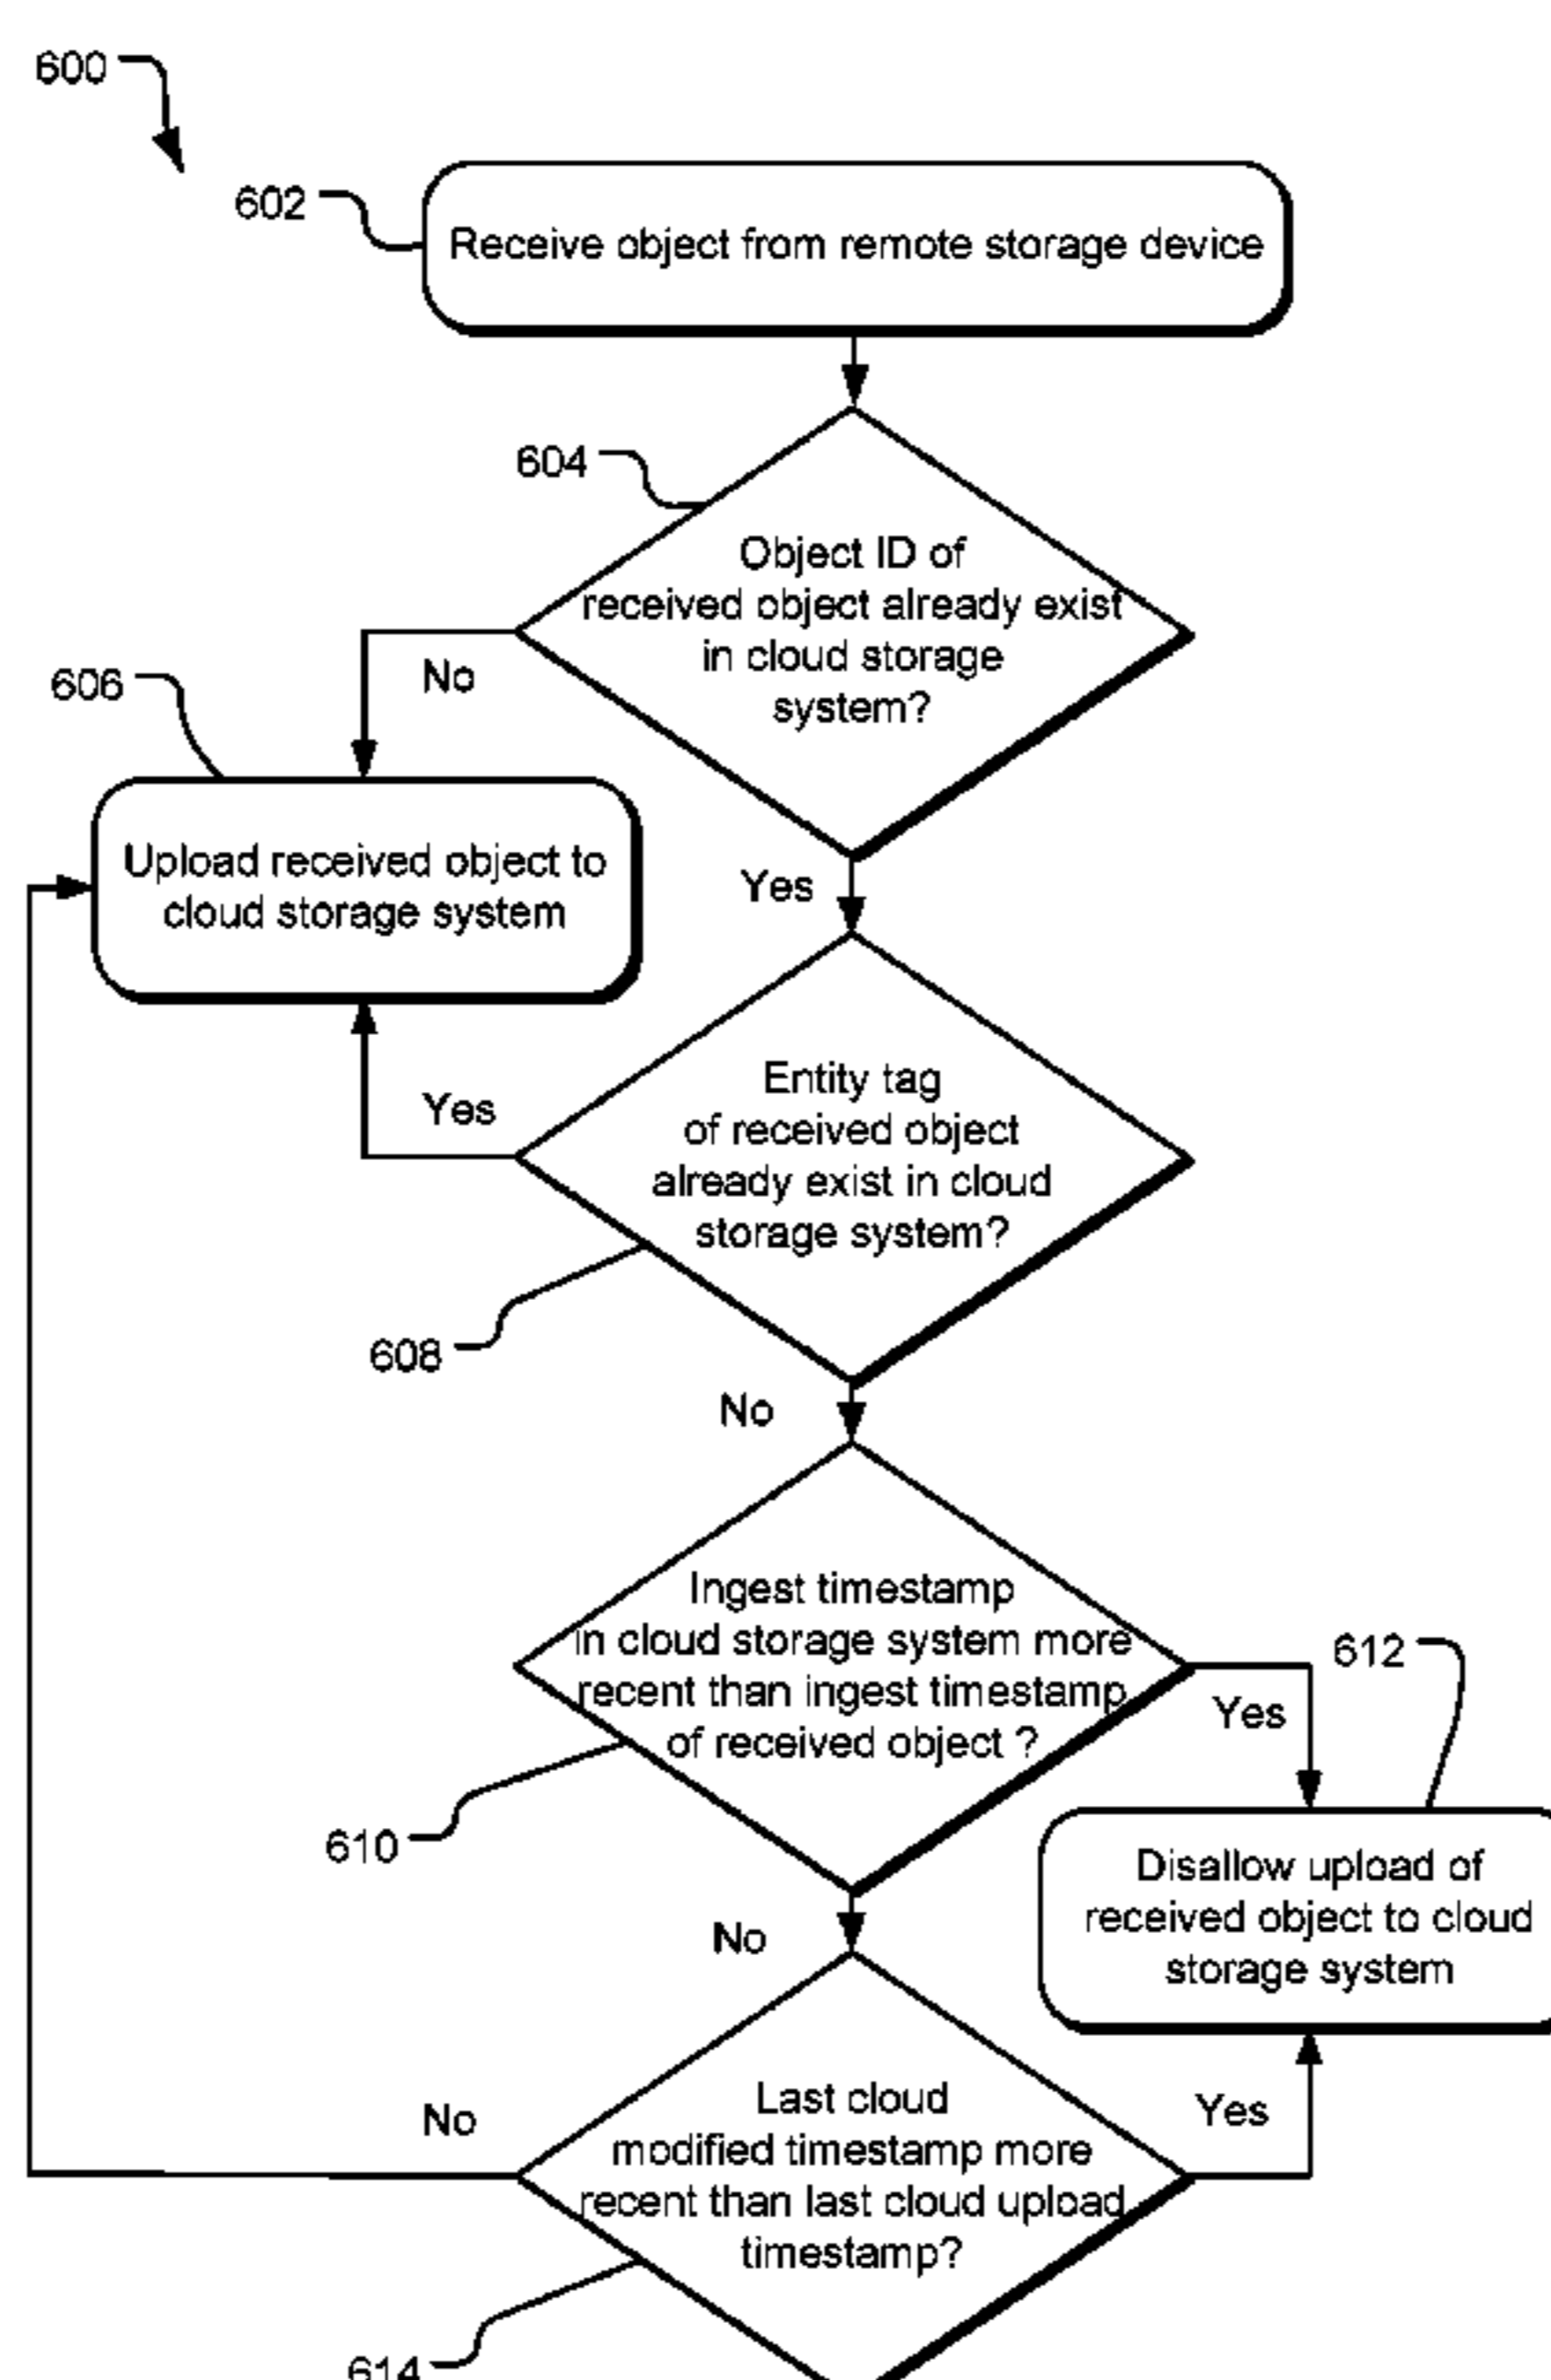 600
602
Receive object from remote storage device
604
Object ID of
received object already exist
in cloud storage
system?
No
606
Upload received object to
cloud storage system
Yes
Entity tag
of received object
already exist in cloud
storage system?
Yes
608
No
Ingest timestamp
in cloud storage system more
recent than ingest timestamp
of received object ?
610
Yes
612
Disallow upload of
received object to cloud
storage system
No
Last cloud
modified timestamp more
recent than last cloud upload
timestamp?
No
Yes
614